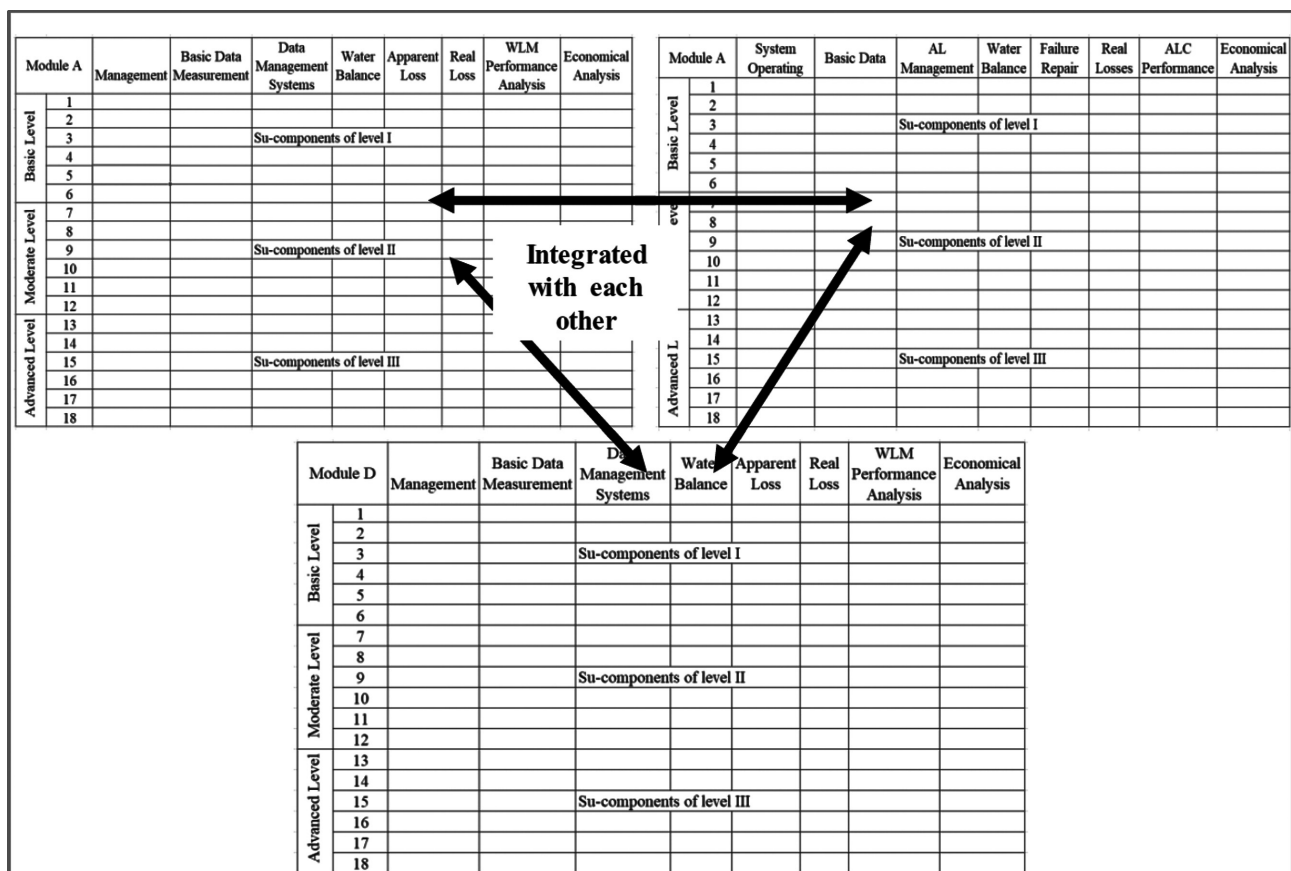 Module A Management Basic Data Measurement Data Management Systems Water Balance Apparent Loss Real Loss WLM Performance Analysis Economical Analysis
Basic Level
1
2
3 Su-components of level I
4
5
6
Moderate Level
7
8
9 Su-components of level II
10
11
12
Advanced Level
13
14
15 Su-components of level III
16
17
18
Module A System Operating Basic Data AL Management Water Balance Failure Repair Real Losses ALC Performance Economical Analysis
Basic Level
1
2
3 Su-components of level I
4
5
6
7
8
9 Su-components of level II
10
11
12
Advanced L
13
14
15 Su-components of level III
16
17
18
Integrated
with each
other
Module D Management Basic Data Measurement Data Management Systems Water Balance Apparent Loss Real Loss WLM Performance Analysis Economical Analysis
Basic Level
1
2
3 Su-components of level I
4
5
6
Moderate Level
7
8
9 Su-components of level II
10
11
12
Advanced Level
13
14
15 Su-components of level III
16
17
18